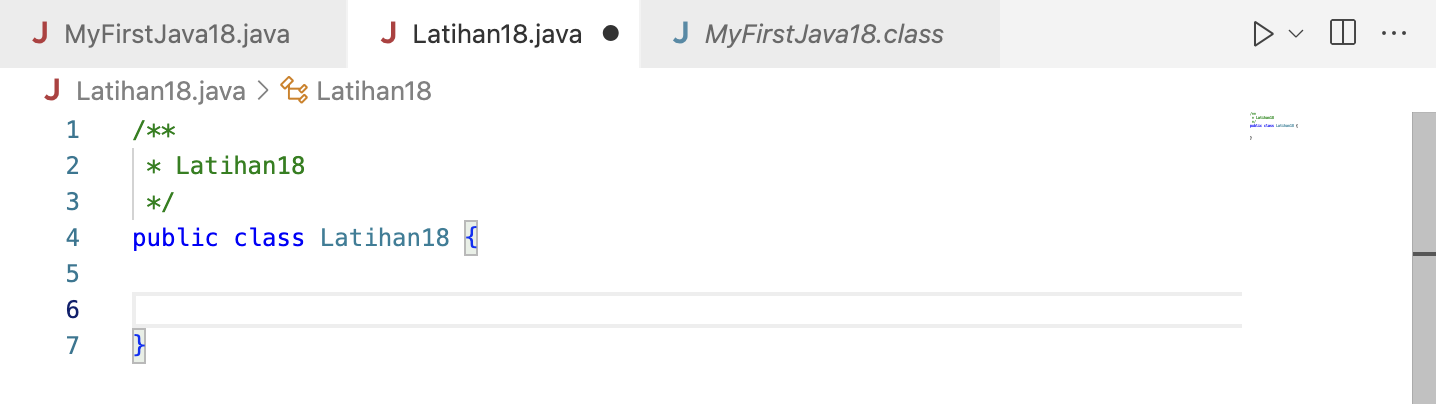 J MyFirstJava18.java J Latihan18.java J MyFirstJava18.class
J Latihan18.java > Latihan18
1 /**
2  * Latihan18
3  */
4 public class Latihan18 {
5
6
7 }